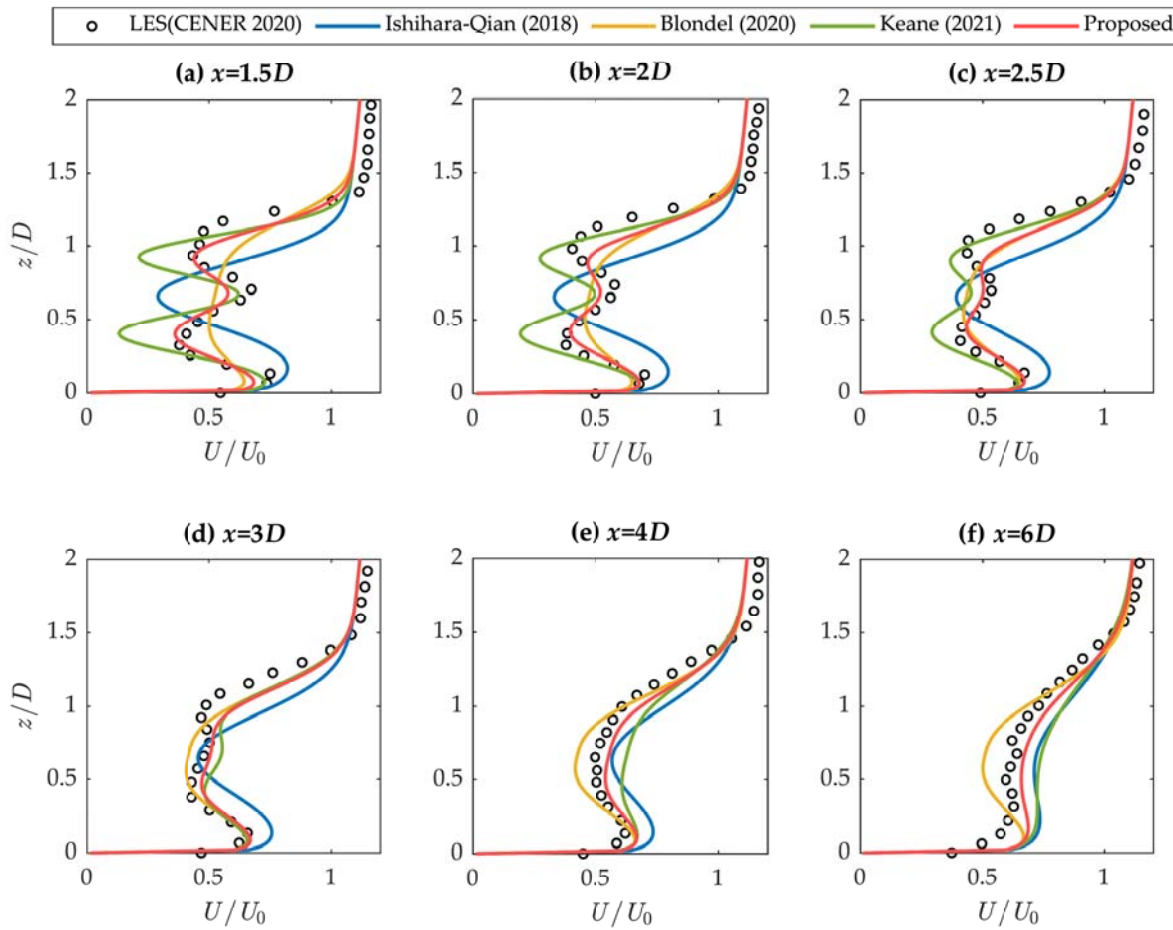 LES(CENER 2020) Ishihara-Qian (2018) Blondel (2020) Keane (2021) Proposed
(a) x=1.5D (b) x=2D (c) x=2.5D
2 2 2
1.5 1.5 1.5
z/D
1 1 1
0.5 0.5 0.5
0 0 0
0 0.5 1 0 0.5 1 0 0.5 1
U/U₀ U/U₀ U/U₀
(d) x=3D (e) x=4D (f) x=6D
2 2 2
1.5 1.5 1.5
z/D
1 1 1
0.5 0.5 0.5
0 0 0
0 0.5 1 0 0.5 1 0 0.5 1
U/U₀ U/U₀ U/U₀